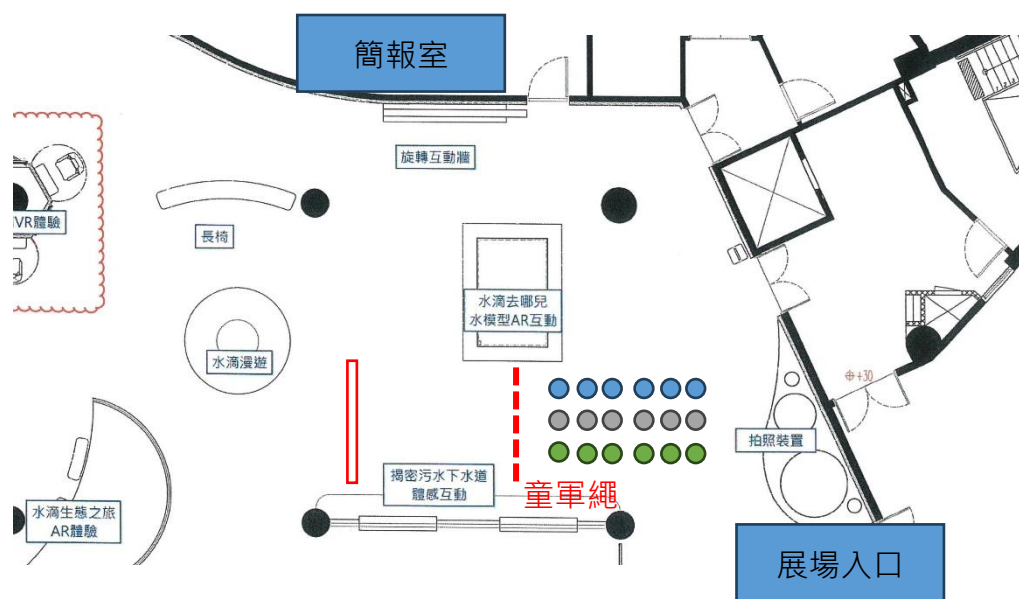 簡報室
旋轉互動牆
VR體驗
長椅
水滴去哪兒
水模型AR互動
水滴漫遊
+30
拍照裝置
揭密污水下水道
體感互動
童軍繩
水滴生態之旅
AR體驗
展場入口